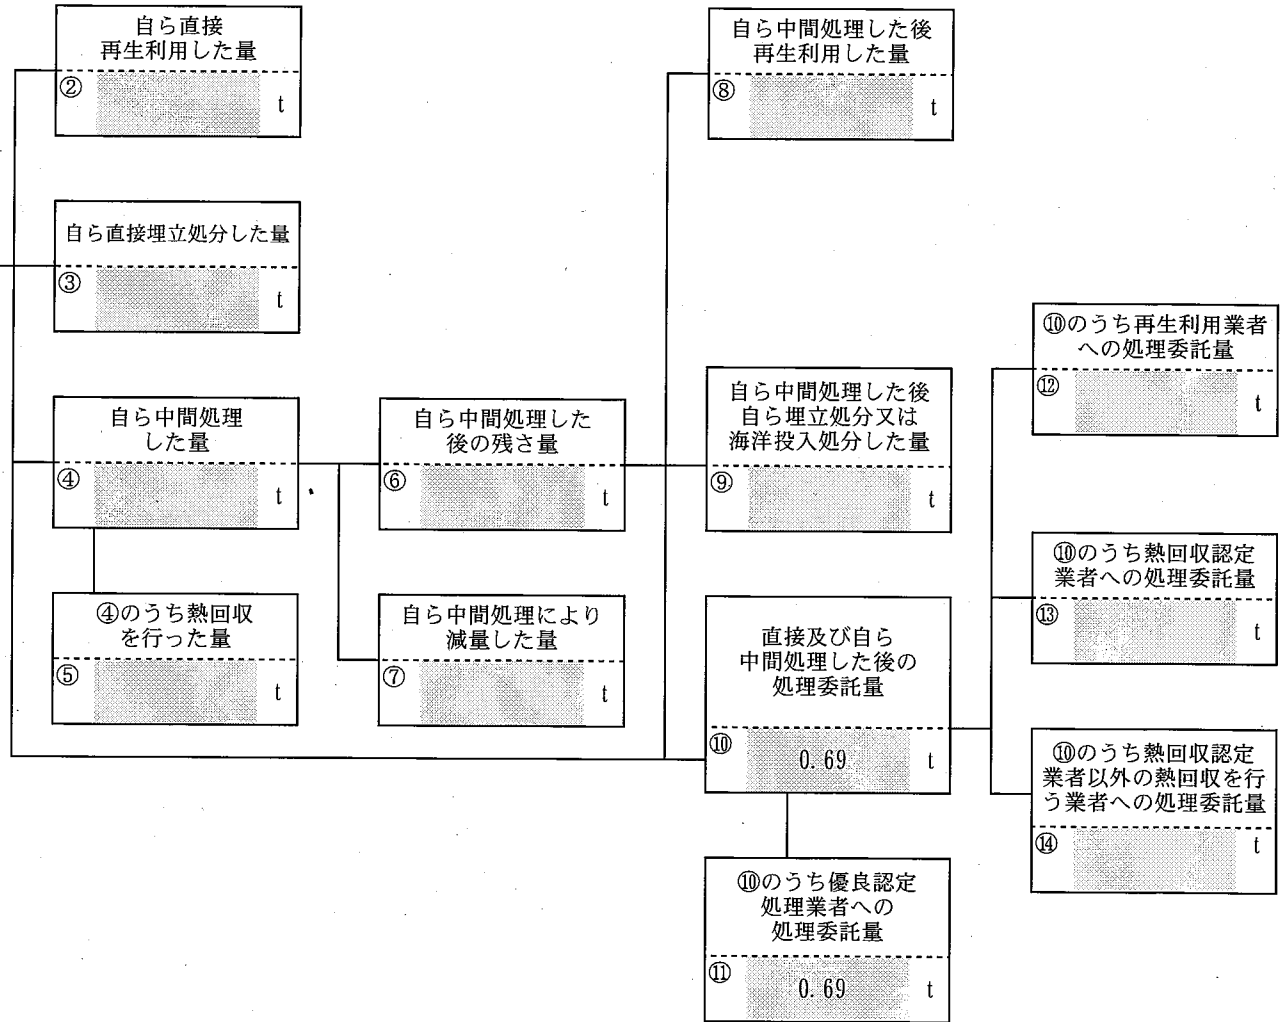 自ら直接
再生利用した量
② t
自ら直接埋立処分した量
③ t
自ら中間処理
した量
④ t
④のうち熱回収
を行った量
⑤ t
自ら中間処理した
後の残さ量
⑥ t
自ら中間処理により
減量した量
⑦ t
自ら中間処理した後
再生利用した量
⑧ t
自ら中間処理した後
自ら埋立処分又は
海洋投入処分した量
⑨ t
直接及び自ら
中間処理した後の
処理委託量
⑩ 0.69 t
⑩のうち優良認定
処理業者への
処理委託量
⑪ 0.69 t
⑩のうち再生利用業者
への処理委託量
⑫ t
⑩のうち熱回収認定
業者への処理委託量
⑬ t
⑩のうち熱回収認定
業者以外の熱回収を行
う業者への処理委託量
⑭ t